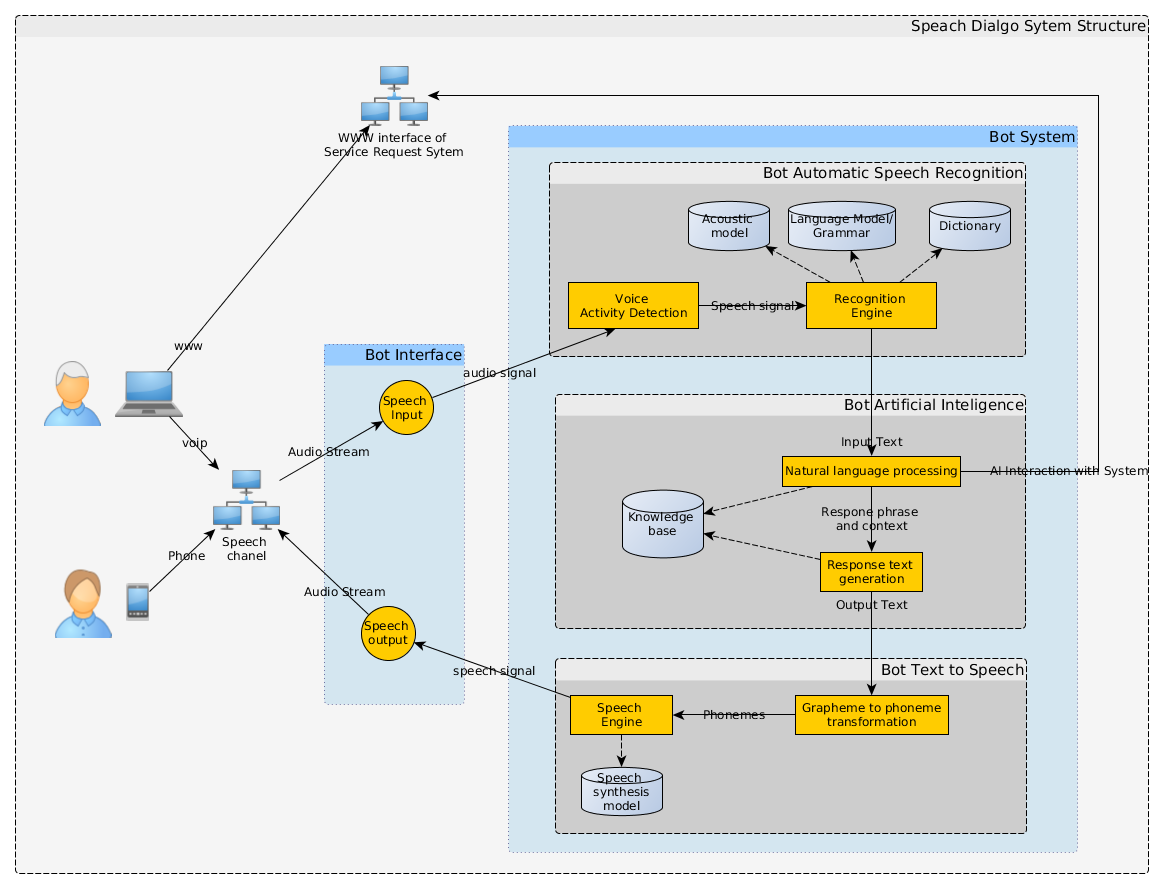 Speach Dialgo Sytem Structure
WWW interface of
Service Request Sytem
Bot System
Bot Automatic Speech Recognition
Acoustic
model
Language Model/
Grammar
Dictionary
Voice
Activity Detection
Speech signal
Recognition
Engine
www
Bot Interface
audio signal
Speech
Input
Bot Artificial Inteligence
voip
Audio Stream
Input Text
Natural language processing
AI Interaction with System
Knowledge
base
Respone phrase
and context
Speech
chanel
Phone
Response text
generation
Audio Stream
Output Text
Speech
output
speech signal
Bot Text to Speech
Speech
Engine
Phonemes
Grapheme to phoneme
transformation
Speech
synthesis
model